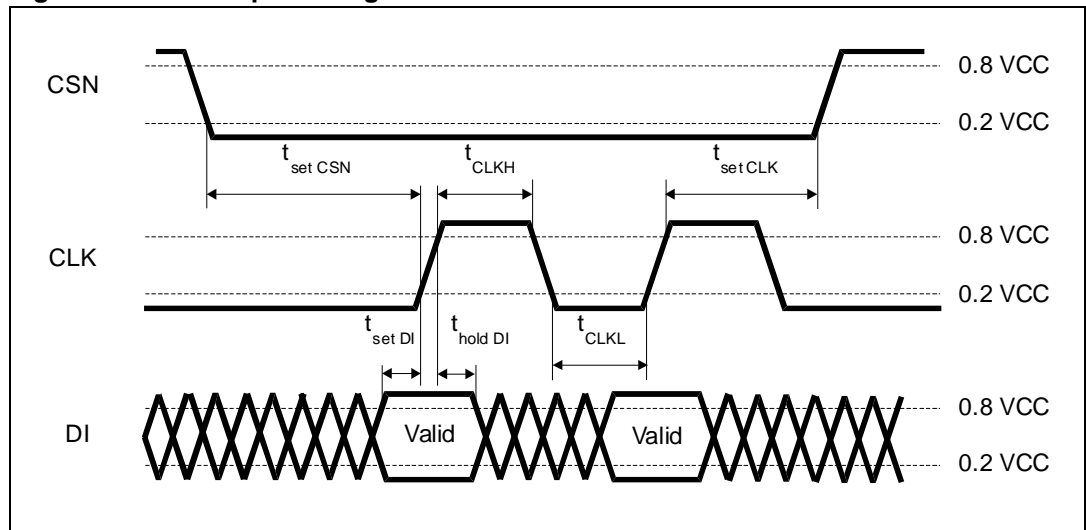 CSN
0.8 VCC
0.2 VCC
t set CSN
t CLKH
t set CLK
CLK
0.8 VCC
0.2 VCC
t set DI
t hold DI
t CLKL
DI
Valid
Valid
0.8 VCC
0.2 VCC